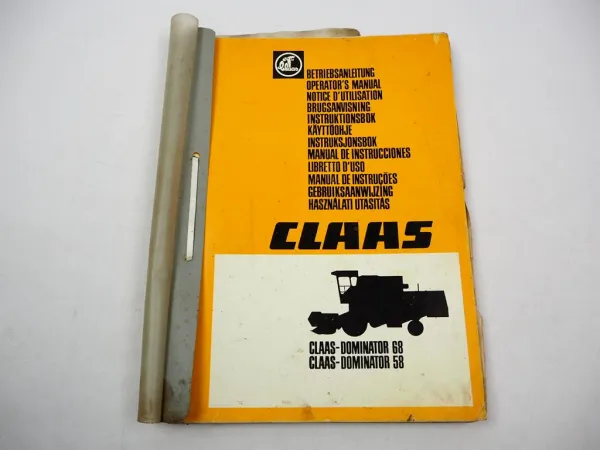 BETRIEBSANLEITUNG
OPERATOR'S MANUAL
NOTICE D'UTILISATION
BRUGSANVISNING
INSTRUKTIONSBOK
KÄYTTÖOHJE
INSTRUKSJONSBOK
MANUAL DE INSTRUCCIONES
LIBRETTO D'USO
MANUAL DE INSTRUÇÕES
GEBRUIKSAANWIJZING
HASZNÁLATI UTASITÁS
CLAAS
CLAAS-DOMINATOR 68
CLAAS-DOMINATOR 58